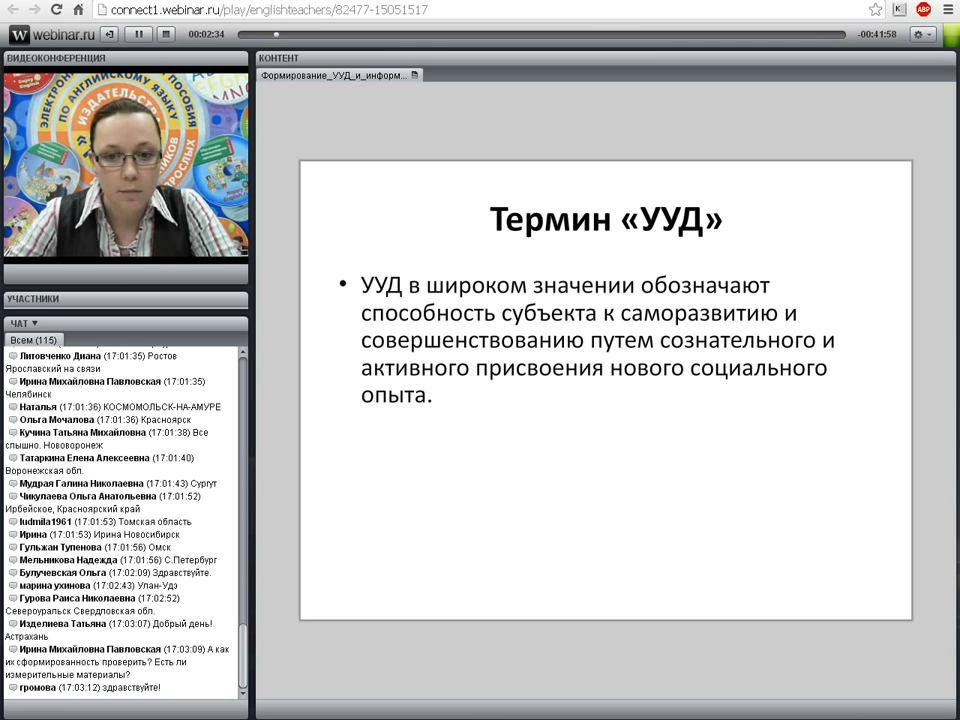 connect1.webinar.ru/play/englishteachers/82477-15051517
webinar.ru
00:02:34
-00:41:58
ВИДЕОКОНФЕРЕНЦИЯ
ЭЛЕКТРОННЫЕ ПОСОБИЯ
ПО АНГЛИЙСКОМУ ЯЗЫКУ
ИЗДАТЕЛЬСТВО
ВЗРОСЛЫХ
УЧАСТНИКИ
ЧАТ ▼
Всем (115)
Литовченко Диана (17:01:35) Ростов
Ярославский на связи
Ирина Михайловна Павловская (17:01:35)
Челябинск
Наталья (17:01:36) КОСМОМОЛЬСК-НА-АМУРЕ
Ольга Мочалова (17:01:36) Красноярск
Кучина Татьяна Михайловна (17:01:38) Все
слышно. Нововоронеж
Татаркина Елена Алексеевна (17:01:40)
Воронежская обл.
Мудрая Галина Николаевна (17:01:43) Сургут
Чикулаева Ольга Анатольевна (17:01:52)
Ирбейское, Красноярский край
ludmila1961 (17:01:53) Томская область
Ирина (17:01:53) Ирина Новосибирск
Гульжан Тупенова (17:01:56) Омск
Мельникова Надежда (17:01:56) С.Петербург
Булучевская Ольга (17:02:09) Здравствуйте.
марина ухинова (17:02:43) Улан-Удэ
Гурова Раиса Николаевна (17:02:52)
Североуральск Свердловская обл.
Изделиева Татьяна (17:03:07) Добрый день!
Астрахань
Ирина Михайловна Павловская (17:03:09) А как
их сформированность проверить? Есть ли
измерительные материалы?
громова (17:03:12) здравствуйте!
КОНТЕНТ
Формирование_УУД_и_информ...
Термин «УУД»
• УУД в широком значении обозначают
способность субъекта к саморазвитию и
совершенствованию путем сознательного и
активного присвоения нового социального
опыта.